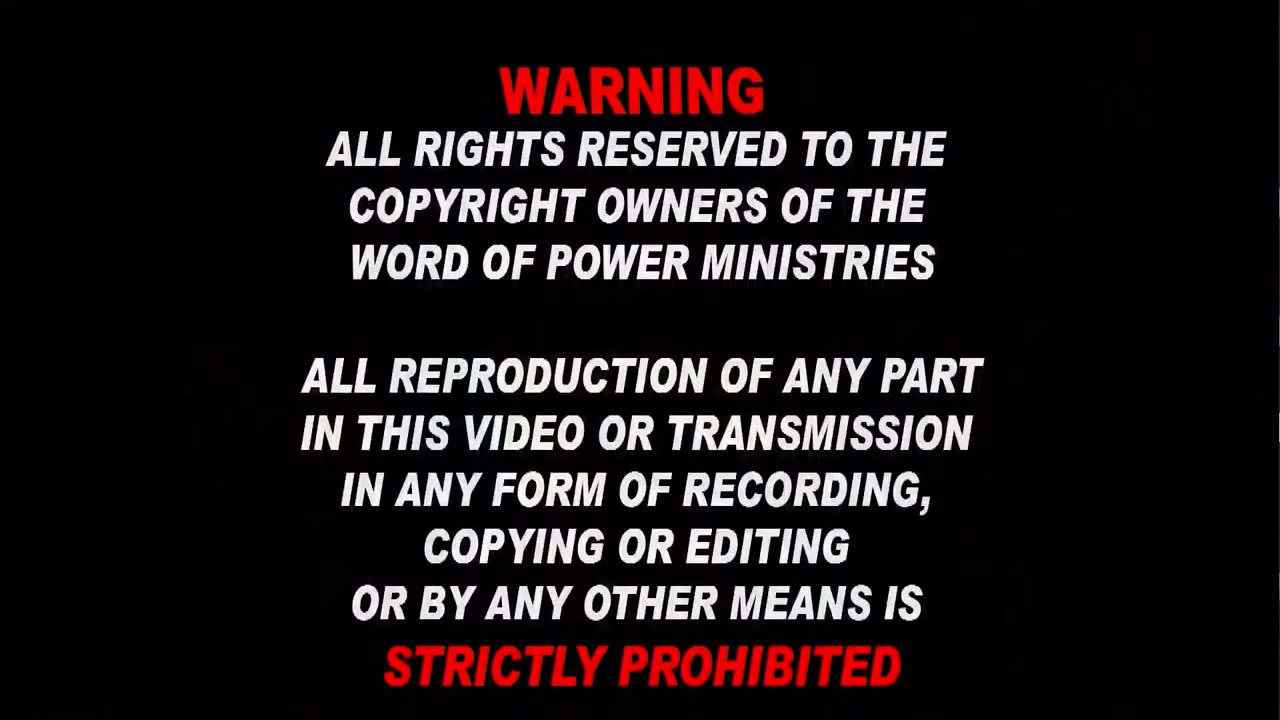 WARNING
ALL RIGHTS RESERVED TO THE
COPYRIGHT OWNERS OF THE
WORD OF POWER MINISTRIES
ALL REPRODUCTION OF ANY PART
IN THIS VIDEO OR TRANSMISSION
IN ANY FORM OF RECORDING,
COPYING OR EDITING
OR BY ANY OTHER MEANS IS
STRICTLY PROHIBITED